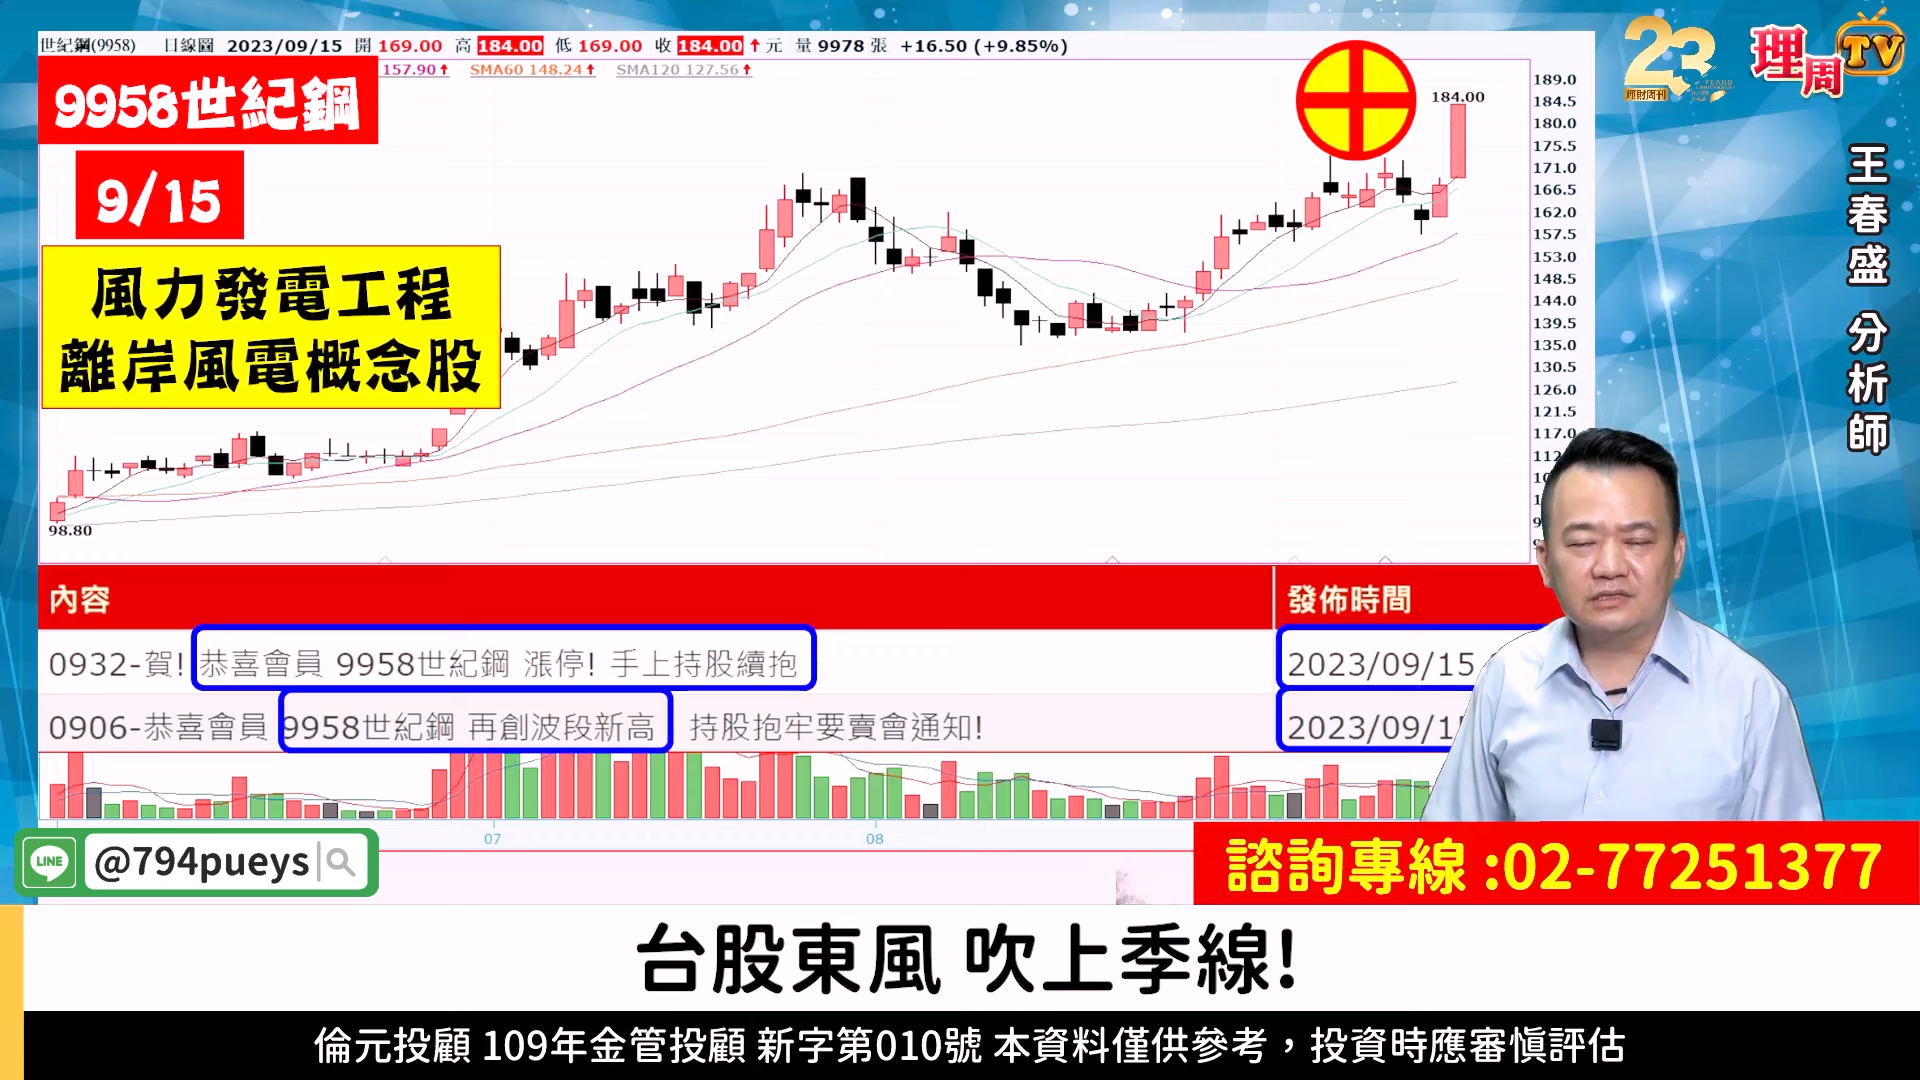 世紀鋼(9958) 日線圖 2023/09/15 開 169.00 高 184.00 低 169.00 收 184.00 ↑ 元 量 9978 張 +16.50 (+9.85%)
157.90↑ SMA60 148.24↑ SMA120 127.56↑
9958世紀鋼
9/15
風力發電工程
離岸風電概念股
184.00
98.80
189.0
184.5
180.0
175.5
171.0
166.5
162.0
157.5
153.0
148.5
144.0
139.5
135.0
130.5
126.0
121.5
117.0
23
YEARS
理財周刊
理周TV
王春盛 分析師
內容 發佈時間
0932-賀! 恭喜會員 9958世紀鋼 漲停! 手上持股續抱 2023/09/15
0906-恭喜會員 9958世紀鋼 再創波段新高 持股抱牢要賣會通知! 2023/09/1
07 08
LINE @794pueys
諮詢專線 :02-77251377
台股東風 吹上季線!
倫元投顧 109年金管投顧 新字第010號 本資料僅供參考，投資時應審慎評估